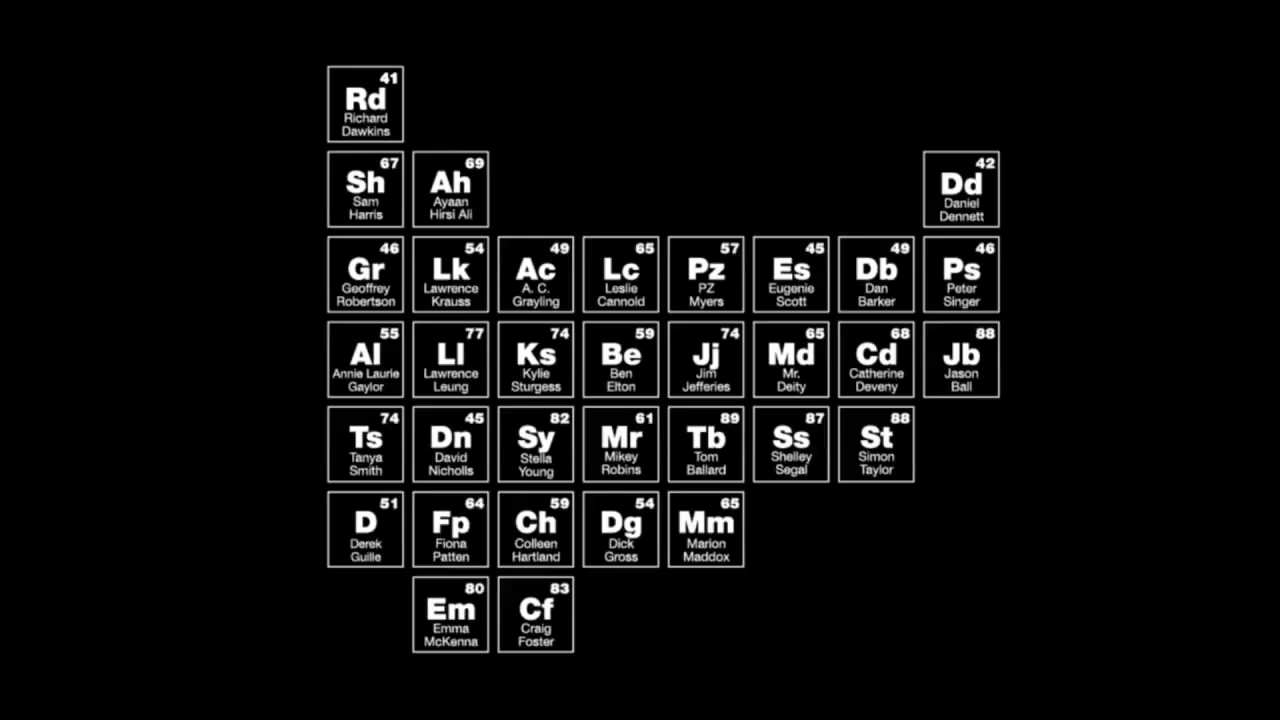 41
Rd
Richard
Dawkins
67
Sh
Sam
Harris
69
Ah
Ayaan
Hirsi Ali
42
Dd
Daniel
Dennett
46
Gr
Geoffrey
Robertson
54
Lk
Lawrence
Krauss
49
Ac
A. C.
Grayling
65
Lc
Leslie
Cannold
57
Pz
PZ
Myers
45
Es
Eugenie
Scott
49
Db
Dan
Barker
46
Ps
Peter
Singer
55
Al
Annie Laurie
Gaylor
77
Ll
Lawrence
Leung
74
Ks
Kylie
Sturgess
59
Be
Ben
Elton
74
Jj
Jim
Jefferies
65
Md
Mr.
Deity
68
Cd
Catherine
Deveny
88
Jb
Jason
Ball
74
Ts
Tanya
Smith
45
Dn
David
Nicholls
82
Sy
Stella
Young
61
Mr
Mikey
Robins
89
Tb
Tom
Ballard
87
Ss
Shelley
Segal
88
St
Simon
Taylor
51
D
Derek
Guille
64
Fp
Fiona
Patten
59
Ch
Colleen
Hartland
54
Dg
Dick
Gross
65
Mm
Marion
Maddox
80
Em
Emma
McKenna
83
Cf
Craig
Foster